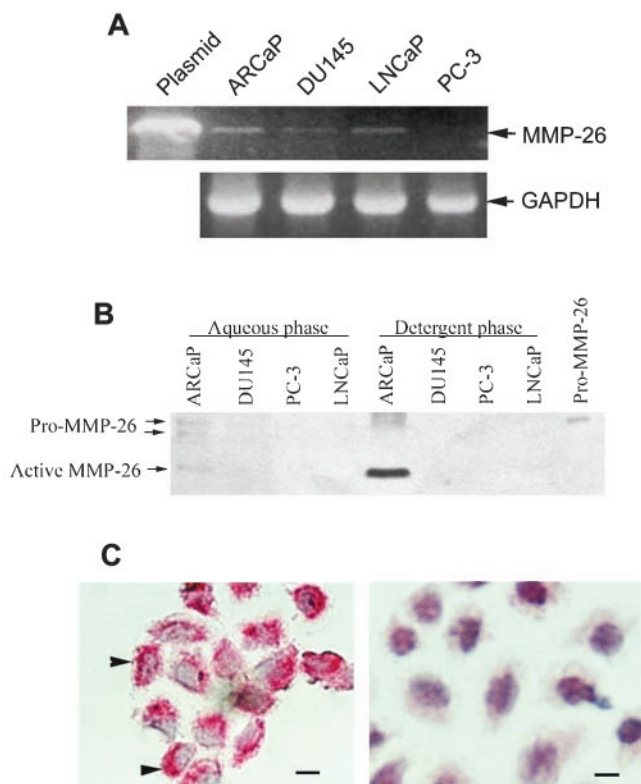 A
Plasmid ARCaP DU145 LNCaP PC-3
MMP-26
GAPDH
B
Aqueous phase Detergent phase
ARCaP DU145 PC-3 LNCaP ARCaP DU145 PC-3 LNCaP Pro-MMP-26
Pro-MMP-26
Active MMP-26
C